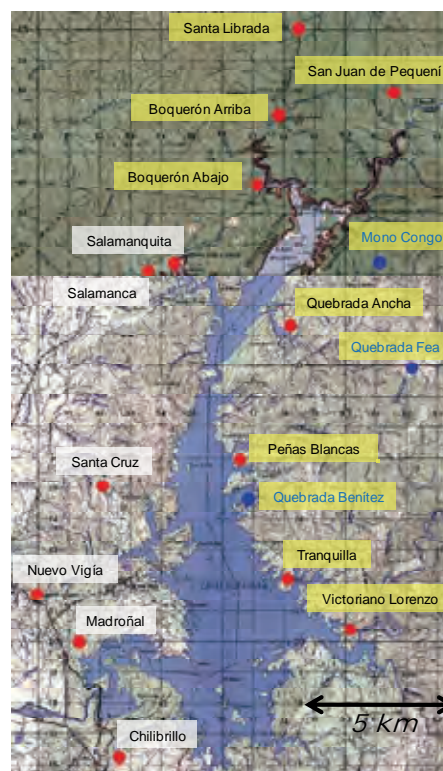 Santa Librada
San Juan de Pequení
Boquerón Arriba
Boquerón Abajo
Salamanquita
Mono Congo
Salamanca
Quebrada Ancha
Quebrada Fea
Peñas Blancas
Santa Cruz
Quebrada Benítez
Tranquilla
Nuevo Vigía
Victoriano Lorenzo
Madroñal
5 km
Chilibrillo